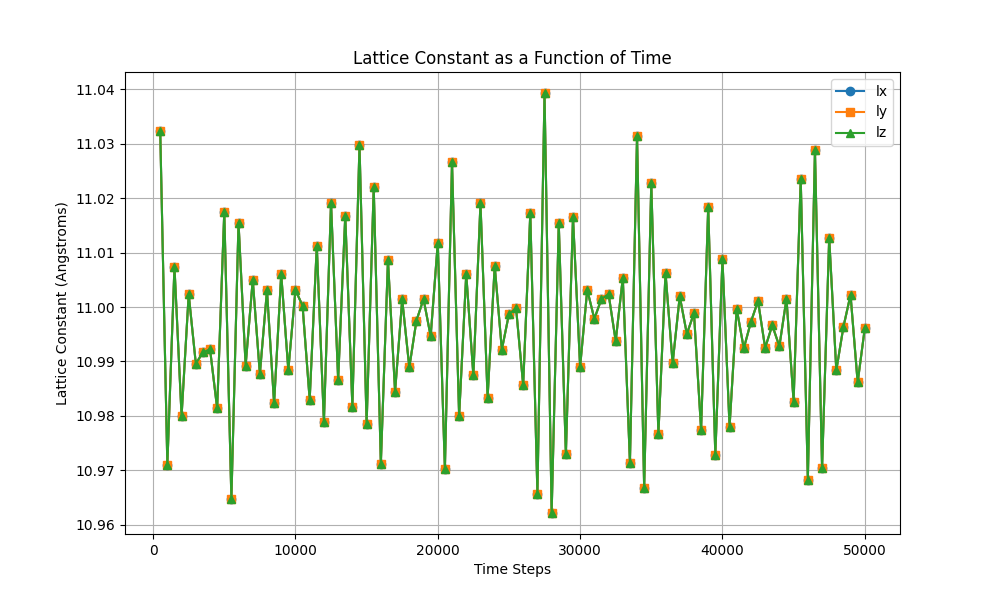 Lattice Constant as a Function of Time
lx
ly
lz
Lattice Constant (Angstroms)
11.04
11.03
11.02
11.01
11.00
10.99
10.98
10.97
10.96
0
10000
20000
30000
40000
50000
Time Steps